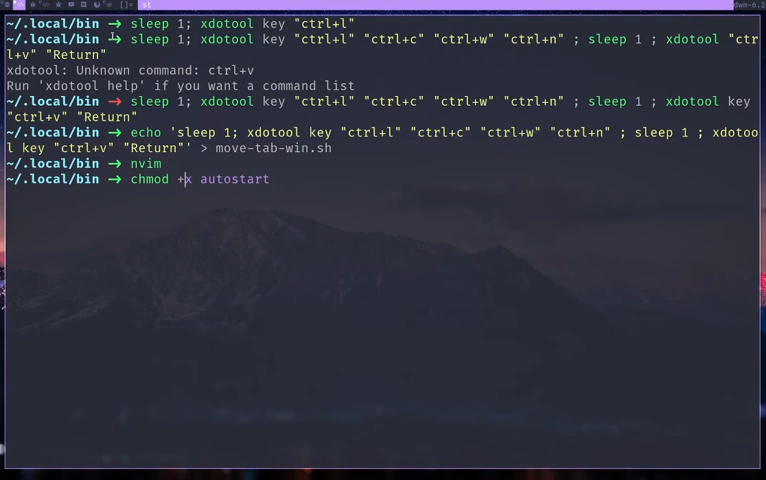 []= st dwm-6.2
~/.local/bin → sleep 1; xdotool key "ctrl+l"
~/.local/bin → sleep 1; xdotool key "ctrl+l" "ctrl+c" "ctrl+w" "ctrl+n" ; sleep 1 ; xdotool "ctr
l+v" "Return"
xdotool: Unknown command: ctrl+v
Run 'xdotool help' if you want a command list
~/.local/bin → sleep 1; xdotool key "ctrl+l" "ctrl+c" "ctrl+w" "ctrl+n" ; sleep 1 ; xdotool key
"ctrl+v" "Return"
~/.local/bin → echo 'sleep 1; xdotool key "ctrl+l" "ctrl+c" "ctrl+w" "ctrl+n" ; sleep 1 ; xdotoo
l key "ctrl+v" "Return"' > move-tab-win.sh
~/.local/bin → nvim
~/.local/bin → chmod +x autostart